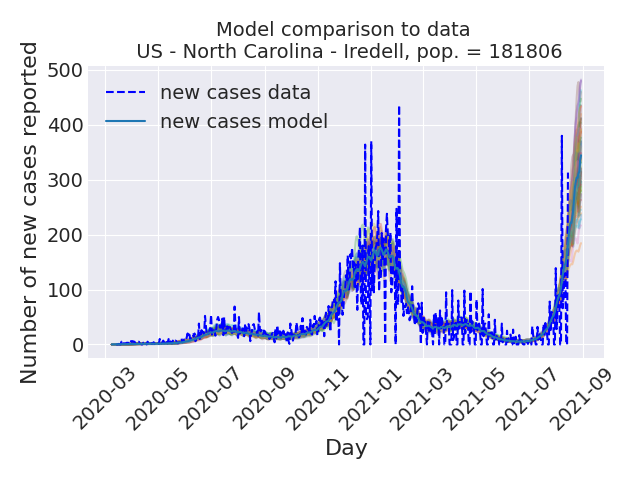 Model comparison to data
US - North Carolina - Iredell, pop. = 181806
Number of new cases reported
500
400
300
200
100
0
new cases data
new cases model
2020-03
2020-05
2020-07
2020-09
2020-11
2021-01
2021-03
2021-05
2021-07
2021-09
Day